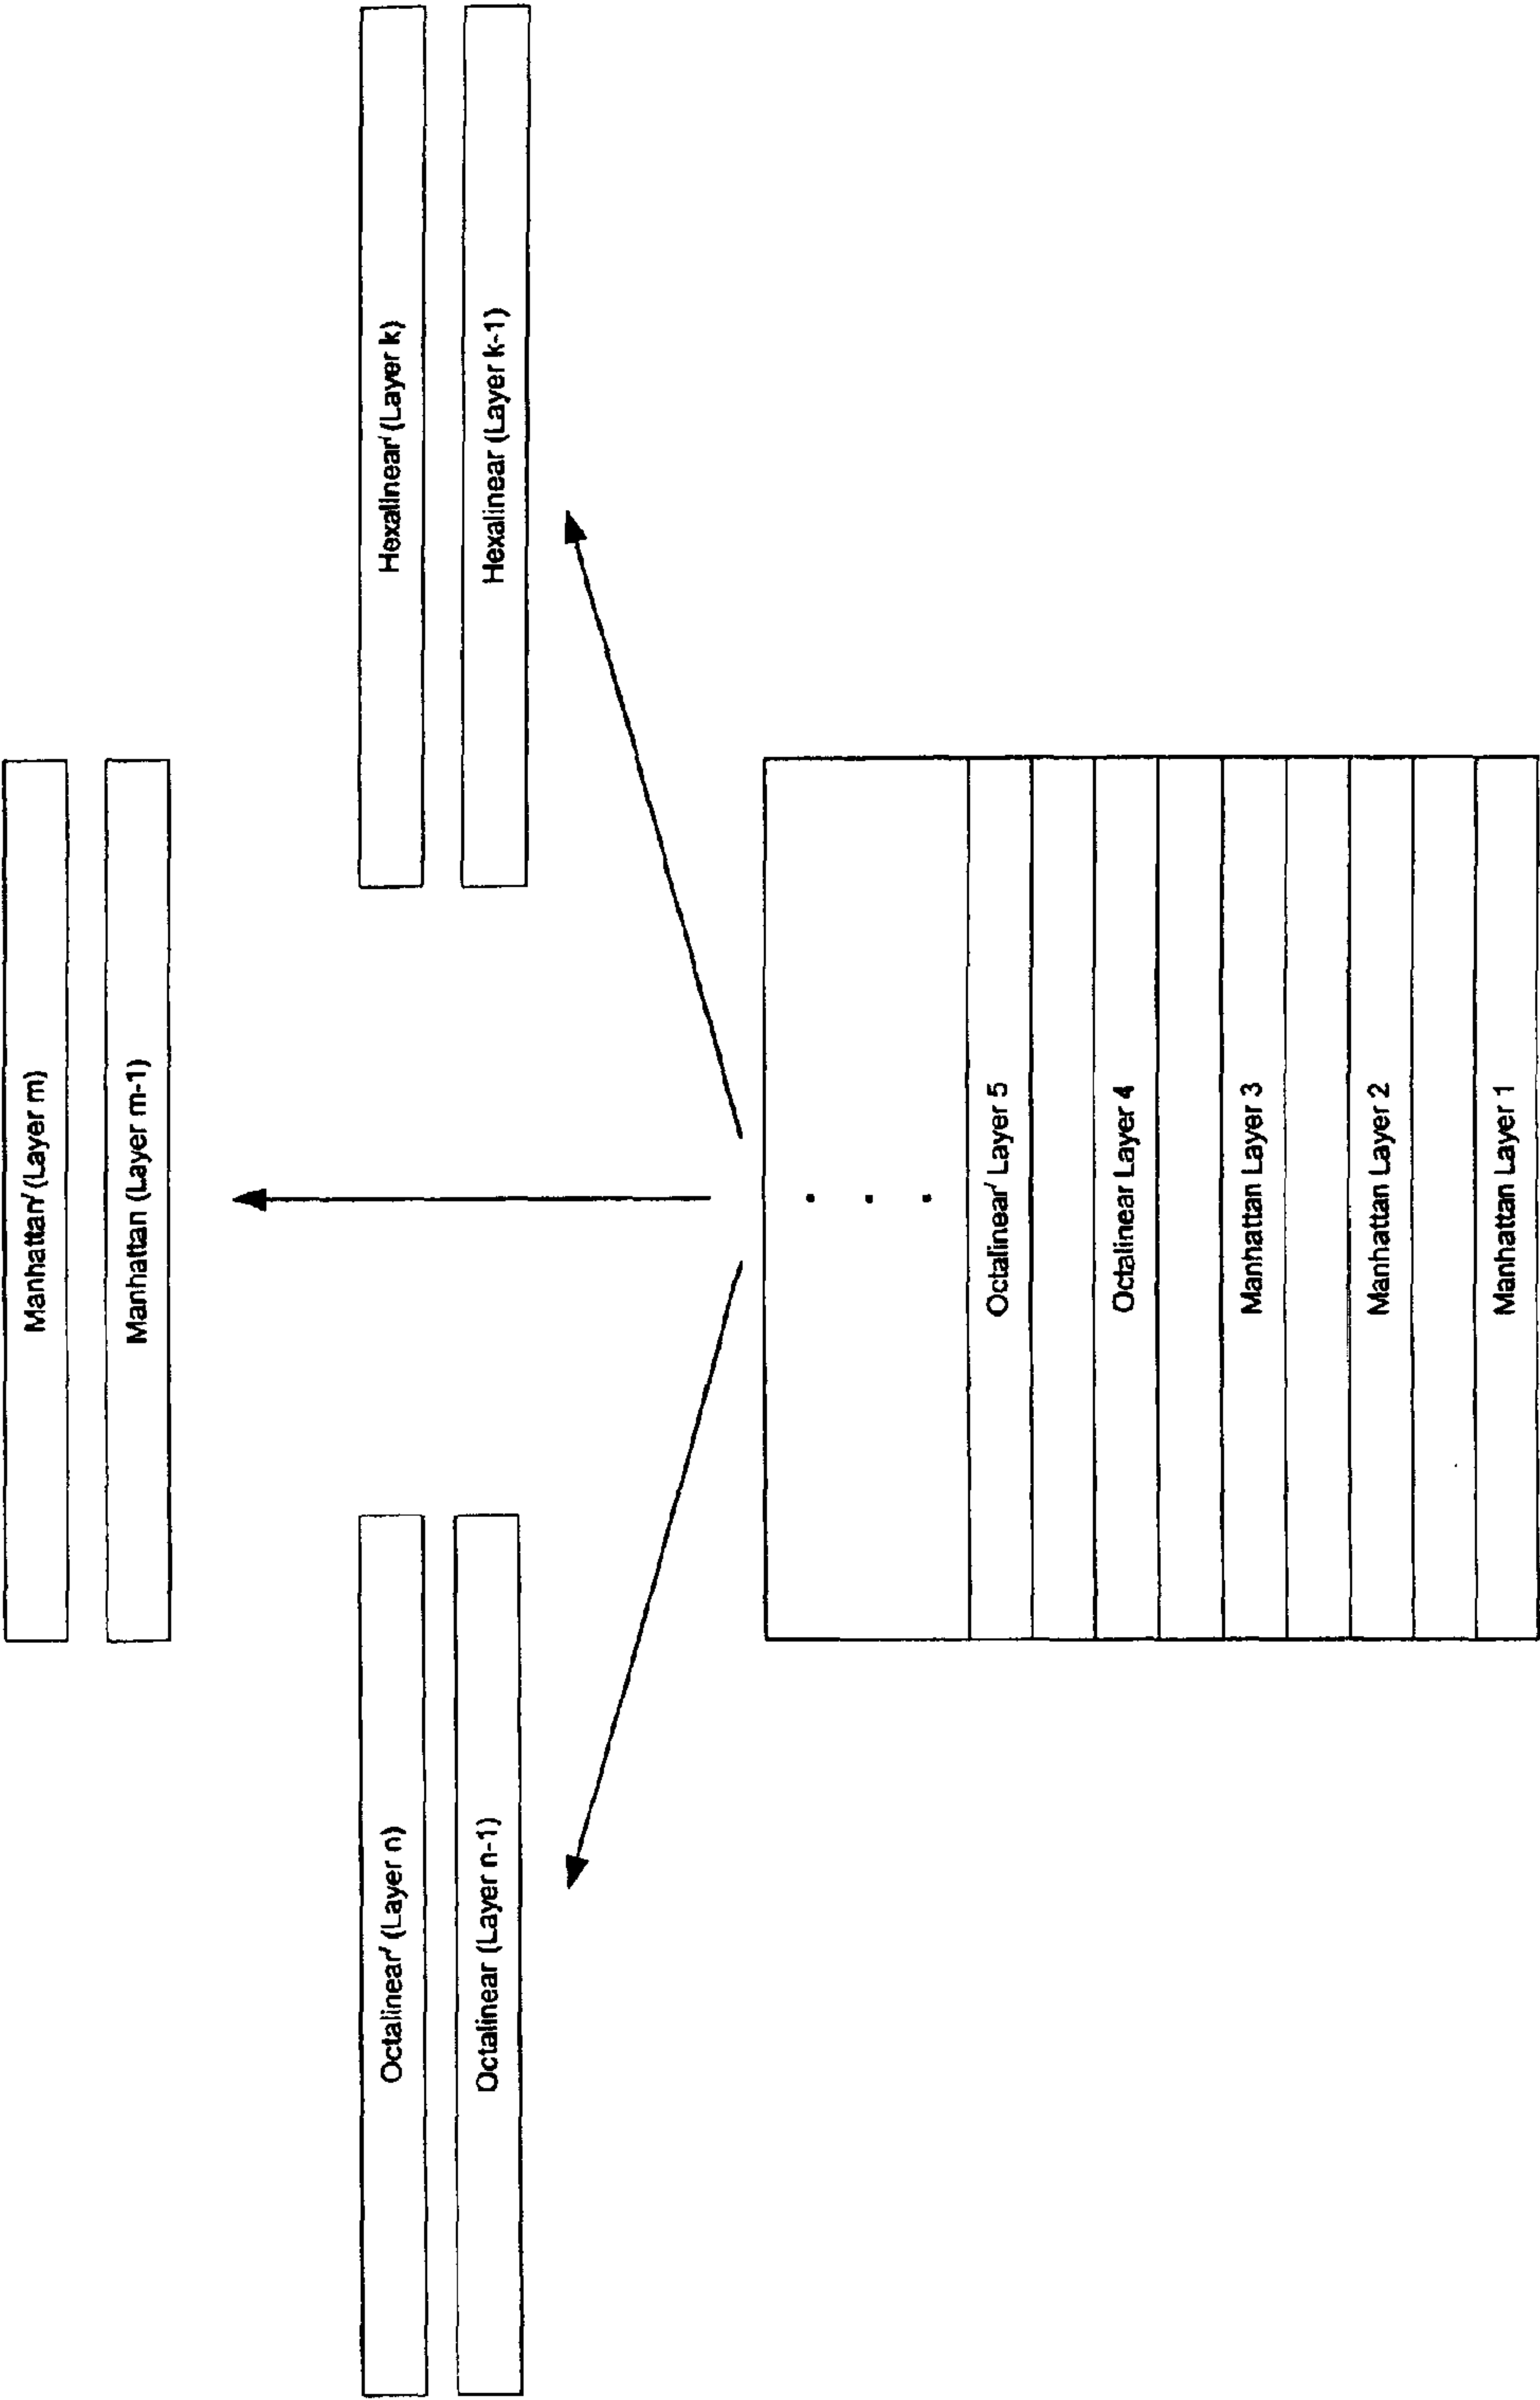 Manhattan' (Layer m)
Manhattan (Layer m-1)
Octalinear' (Layer n)
Octalinear (Layer n-1)
Hexalinear' (Layer k)
Hexalinear (Layer k-1)
Octalinear' Layer 5
Octalinear Layer 4
Manhattan Layer 3
Manhattan Layer 2
Manhattan Layer 1